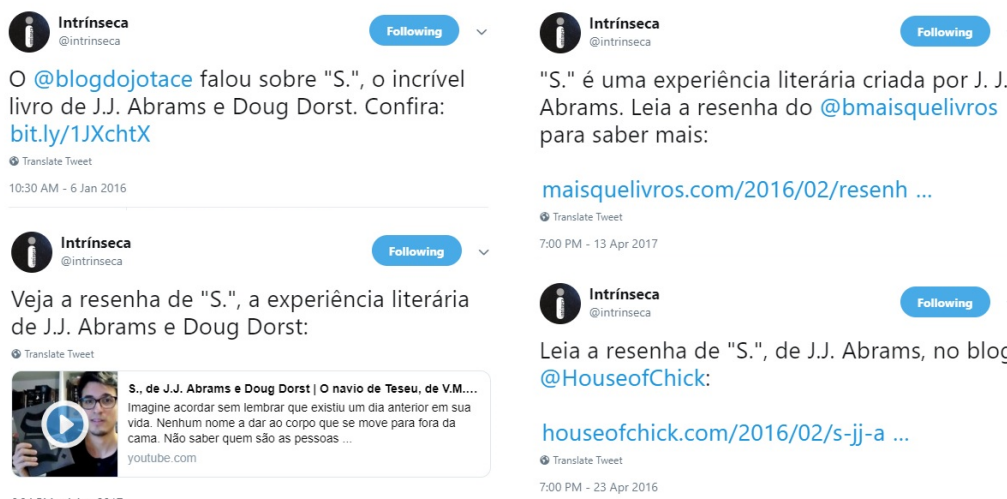 Intrínseca
@intrinseca
Following
O @blogdojotace falou sobre "S.", o incrível
livro de J.J. Abrams e Doug Dorst. Confira:
bit.ly/1JXchtX
Translate Tweet
10:30 AM - 6 Jan 2016
Intrínseca
@intrinseca
Following
Veja a resenha de "S.", a experiência literária
de J.J. Abrams e Doug Dorst:
Translate Tweet
S., de J.J. Abrams e Doug Dorst | O navio de Teseu, de V.M....
Imagine acordar sem lembrar que existiu um dia anterior em sua
vida. Nenhum nome a dar ao corpo que se move para fora da
cama. Não saber quem são as pessoas ...
youtube.com
Intrínseca
@intrinseca
Following
"S." é uma experiência literária criada por J. J.
Abrams. Leia a resenha do @bmaisquelivros
para saber mais:
maisquelivros.com/2016/02/resenh ...
Translate Tweet
7:00 PM - 13 Apr 2017
Intrínseca
@intrinseca
Following
Leia a resenha de "S.", de J.J. Abrams, no blog
@HouseofChick:
houseofchick.com/2016/02/s-jj-a ...
Translate Tweet
7:00 PM - 23 Apr 2016